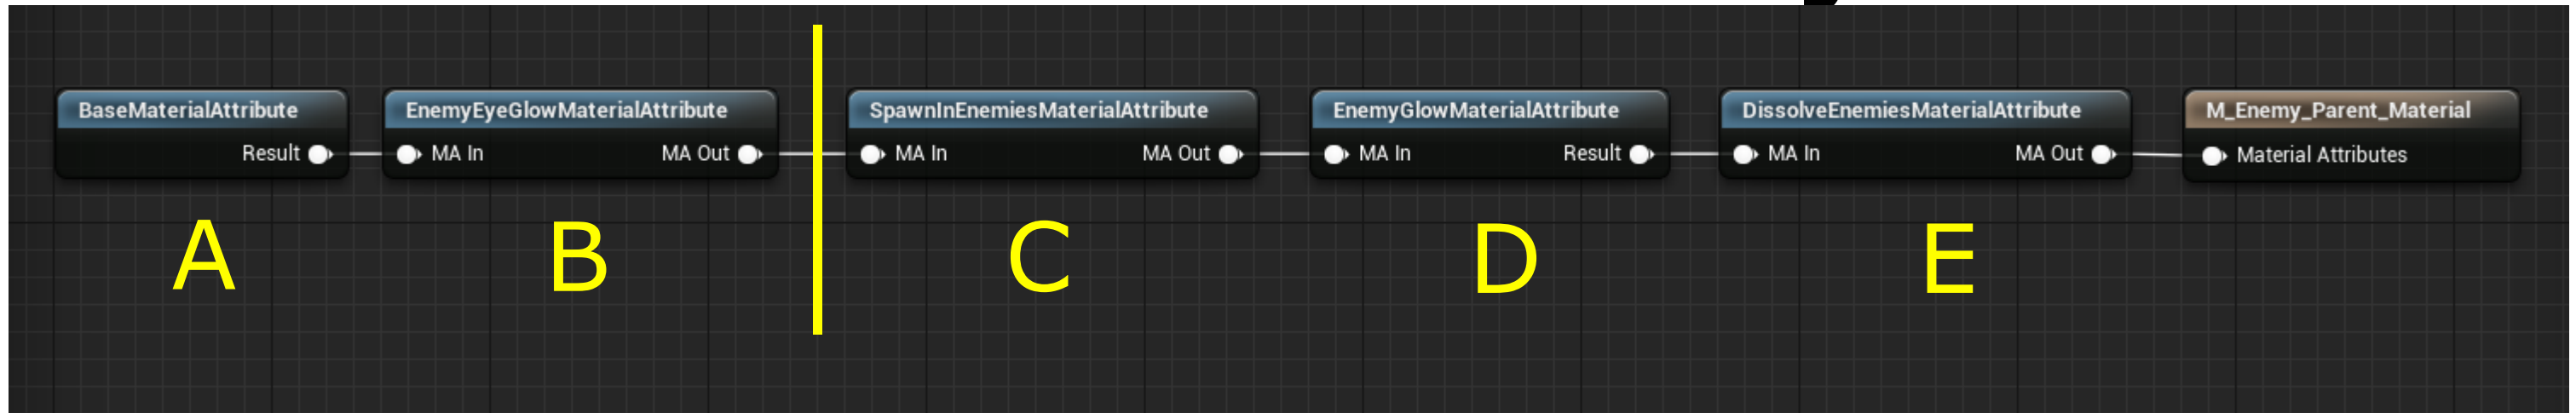 BaseMaterialAttribute
Result
EnemyEyeGlowMaterialAttribute
MA In MA Out
SpawnInEnemiesMaterialAttribute
MA In MA Out
EnemyGlowMaterialAttribute
MA In Result
DissolveEnemiesMaterialAttribute
MA In MA Out
M_Enemy_Parent_Material
Material Attributes
A
B
C
D
E